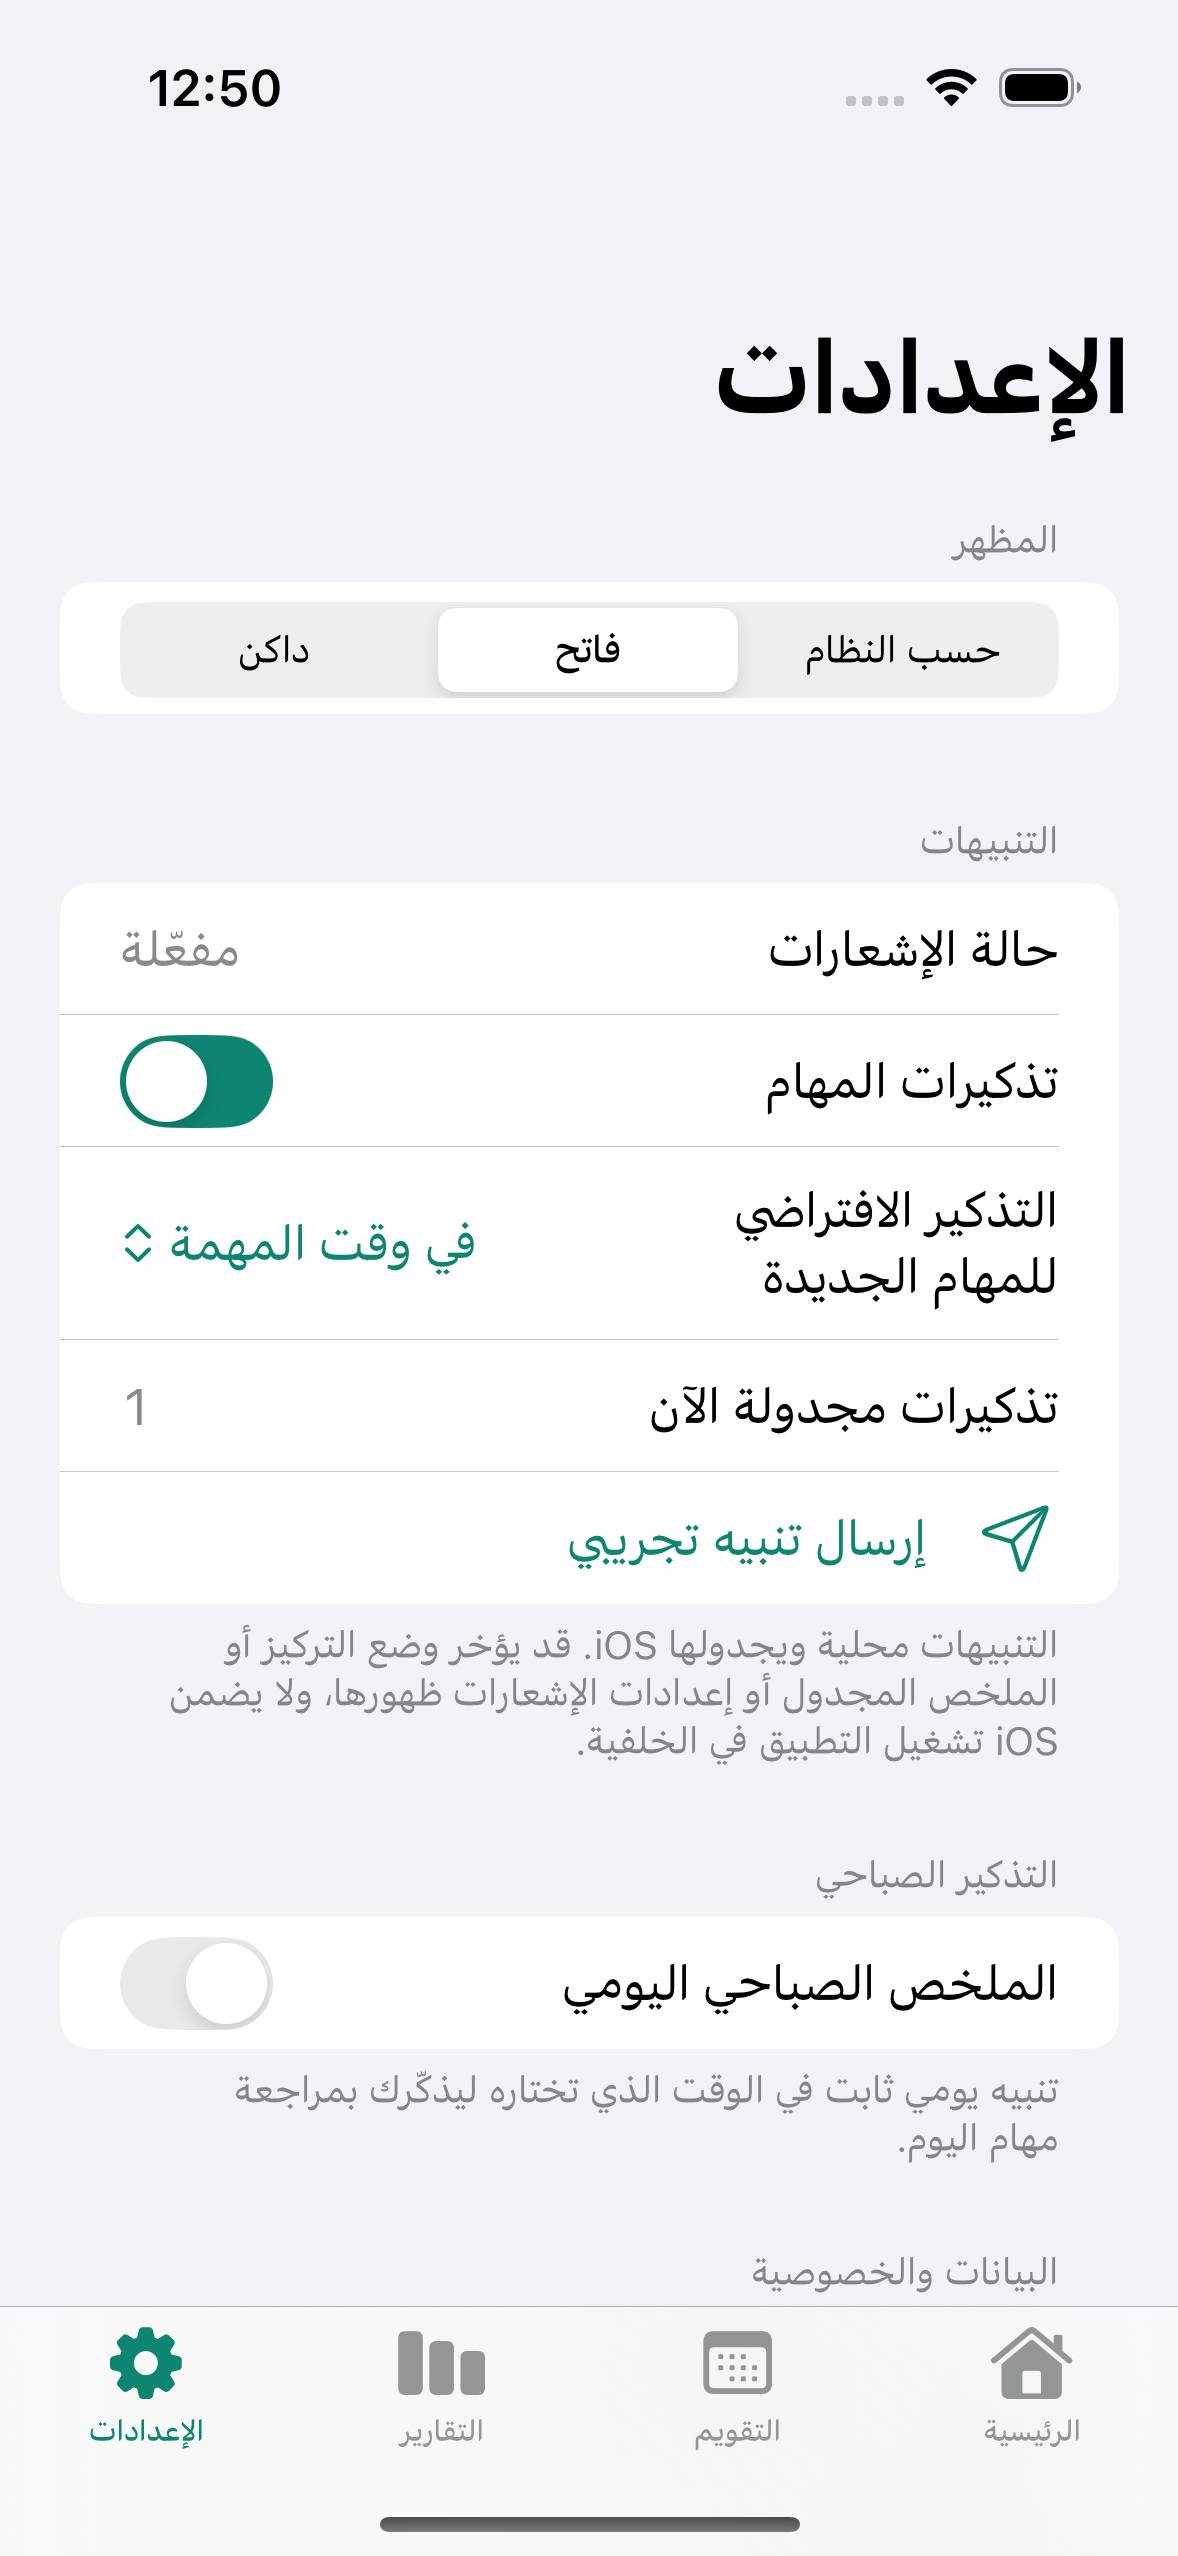 12:50
الإعدادات
المظهر
حسب النظام
فاتح
داكن
التنبيهات
حالة الإشعارات
مفعّلة
تذكيرات المهام
التذكير الافتراضي
للمهام الجديدة
في وقت المهمة
تذكيرات مجدولة الآن
1
إرسال تنبيه تجريبي
التنبيهات محلية ويجدولها iOS. قد يؤخر وضع التركيز أو
الملخص المجدول أو إعدادات الإشعارات ظهورها، ولا يضمن
iOS تشغيل التطبيق في الخلفية.
التذكير الصباحي
الملخص الصباحي اليومي
تنبيه يومي ثابت في الوقت الذي تختاره ليذكّرك بمراجعة
مهام اليوم.
البيانات والخصوصية
الرئيسية
التقويم
التقارير
الإعدادات